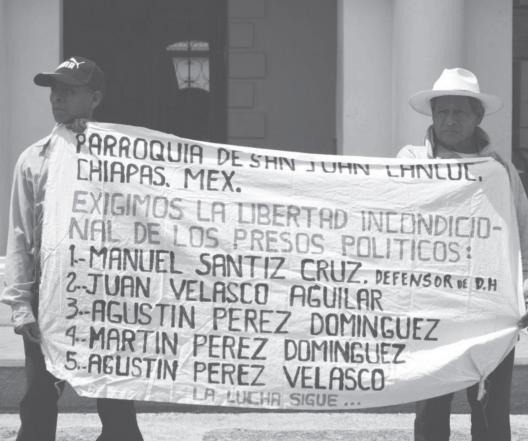 PUMA
PARROQUIA DE SAN JUAN CANCUC,
CHIAPAS. MEX.
EXIGIMOS LA LIBERTAD INCONDICIO-
NAL DE LOS PRESOS POLITICOS:
1.-MANUEL SANTIZ CRUZ, DEFENSOR DE D.H
2.-JUAN VELASCO AGUILAR
3.-AGUSTIN PEREZ DOMINGUEZ
4.-MARTIN PEREZ DOMINGUEZ
5.-AGUSTIN PEREZ VELASCO
LA LUCHA SIGUE...